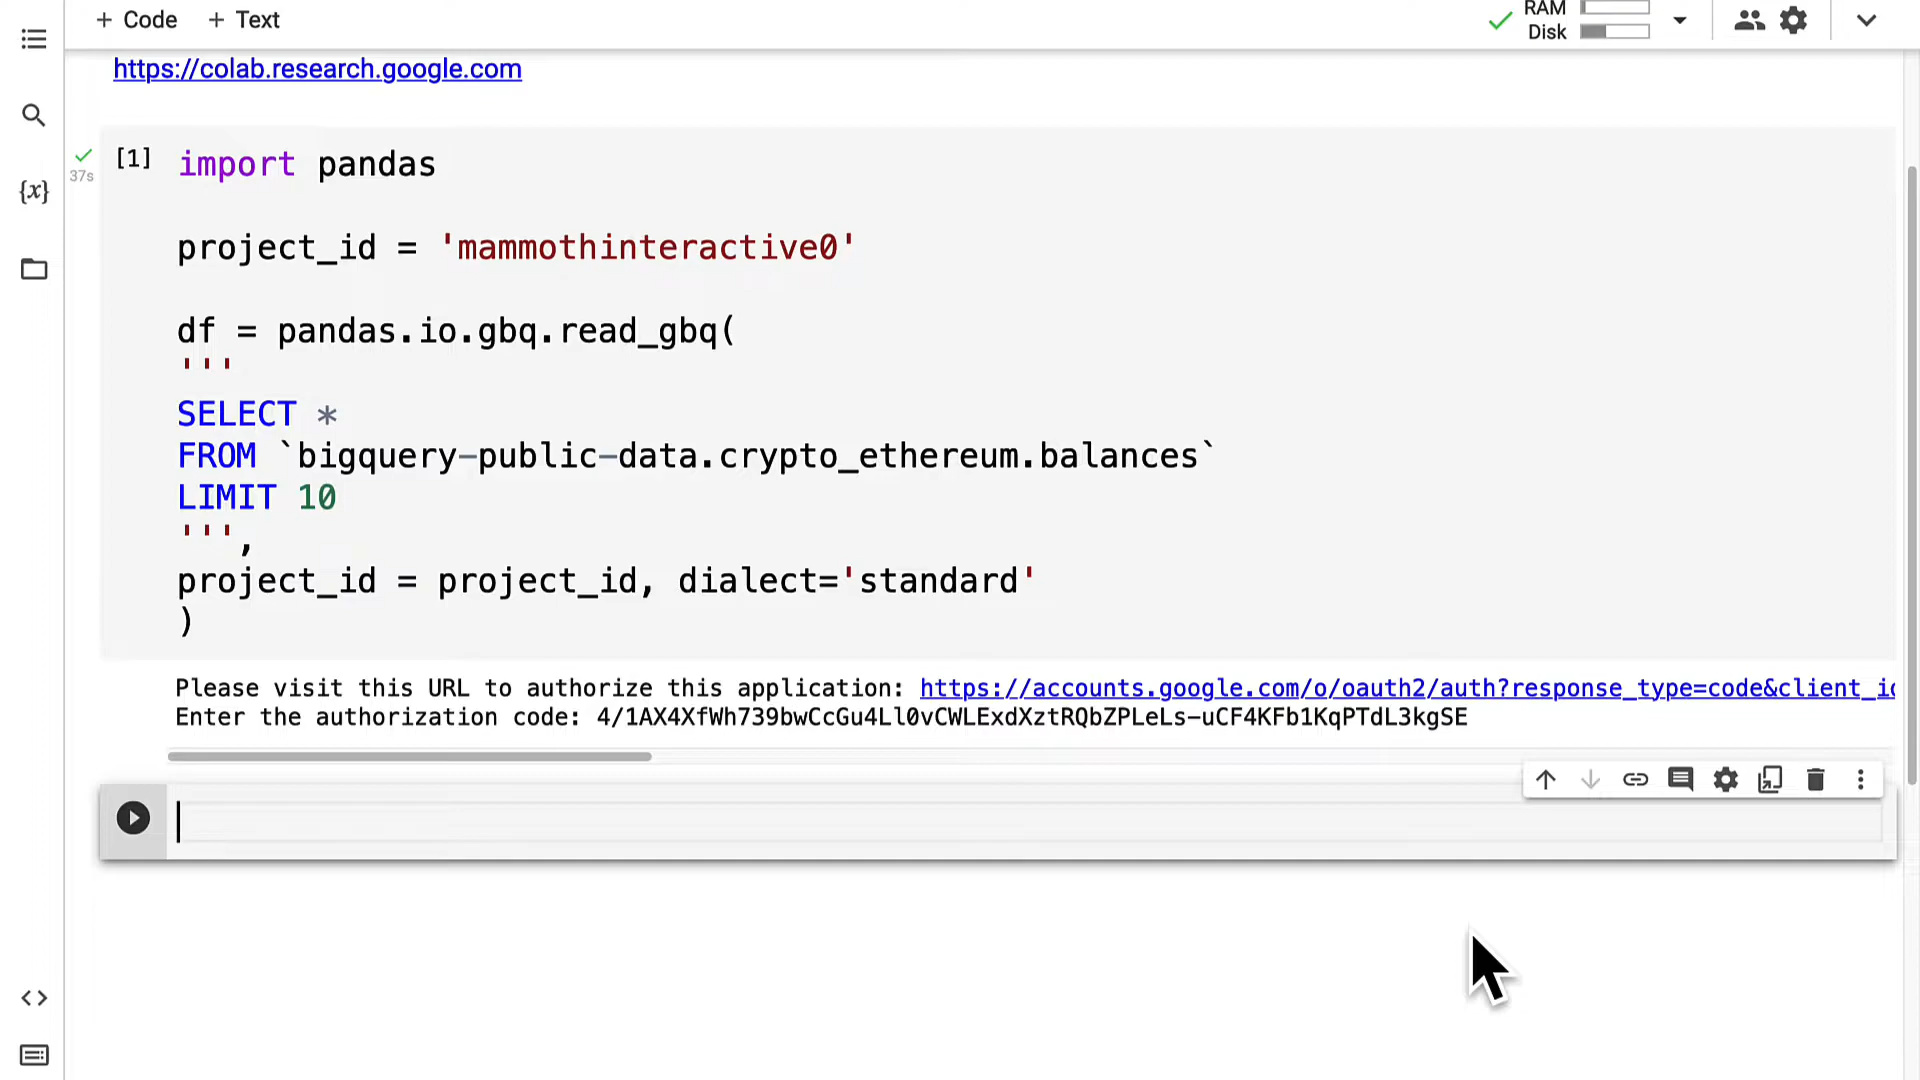 + Code + Text
RAM
Disk
https://colab.research.google.com
[1] import pandas
37s
{x}
project_id = 'mammothinteractive0'
df = pandas.io.gbq.read_gbq(
'''
SELECT *
FROM `bigquery-public-data.crypto_ethereum.balances`
LIMIT 10
''',
project_id = project_id, dialect='standard'
)
Please visit this URL to authorize this application: https://accounts.google.com/o/oauth2/auth?response_type=code&client_id
Enter the authorization code: 4/1AX4XfWh739bwCcGu4Ll0vCWLExdXztRQbZPLeLs-uCF4KFb1KqPTdL3kgSE